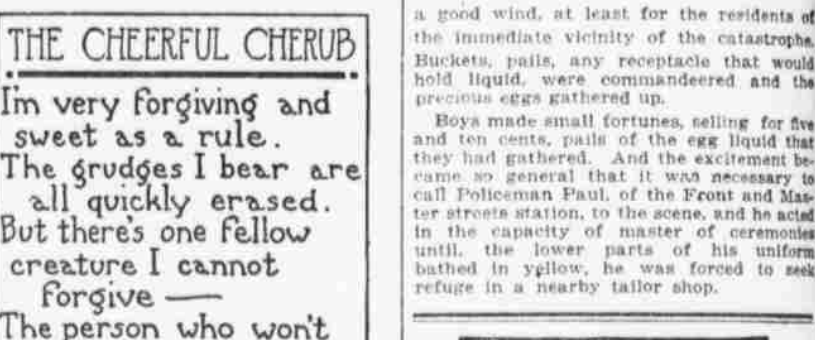 THE CHEERFUL CHERUB
I'm very forgiving and
sweet as a rule.
The grudges I bear are
all quickly erased.
But there's one fellow
creature I cannot
forgive —
The person who won't
a good wind, at least for the residents of
the immediate vicinity of the catastrophe.
Buckets, pails, any receptacle that would
hold liquid, were commandeered and the
precious eggs gathered up.
Boys made small fortunes, selling for five
and ten cents, pails of the egg liquid that
they had gathered. And the excitement be-
came so general that it was necessary to
call Policeman Paul, of the Front and Mas-
ter streets station, to the scene, and he acted
in the capacity of master of ceremonies
until, the lower parts of his uniform
bathed in yellow, he was forced to seek
refuge in a nearby tailor shop.